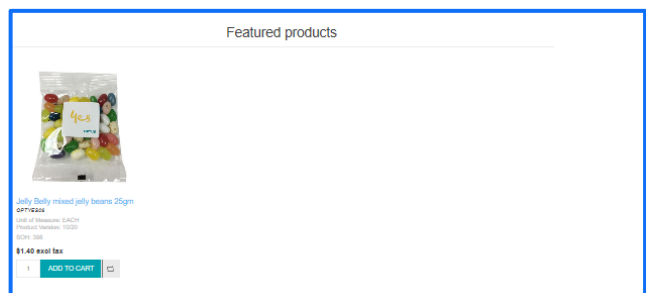 Featured products
yes
Jelly Belly mixed jelly beans 25gm
Unit of Measure: EACH
Product Version: 10/20
SOH: 398
$1.40 excl tax
1
ADD TO CART